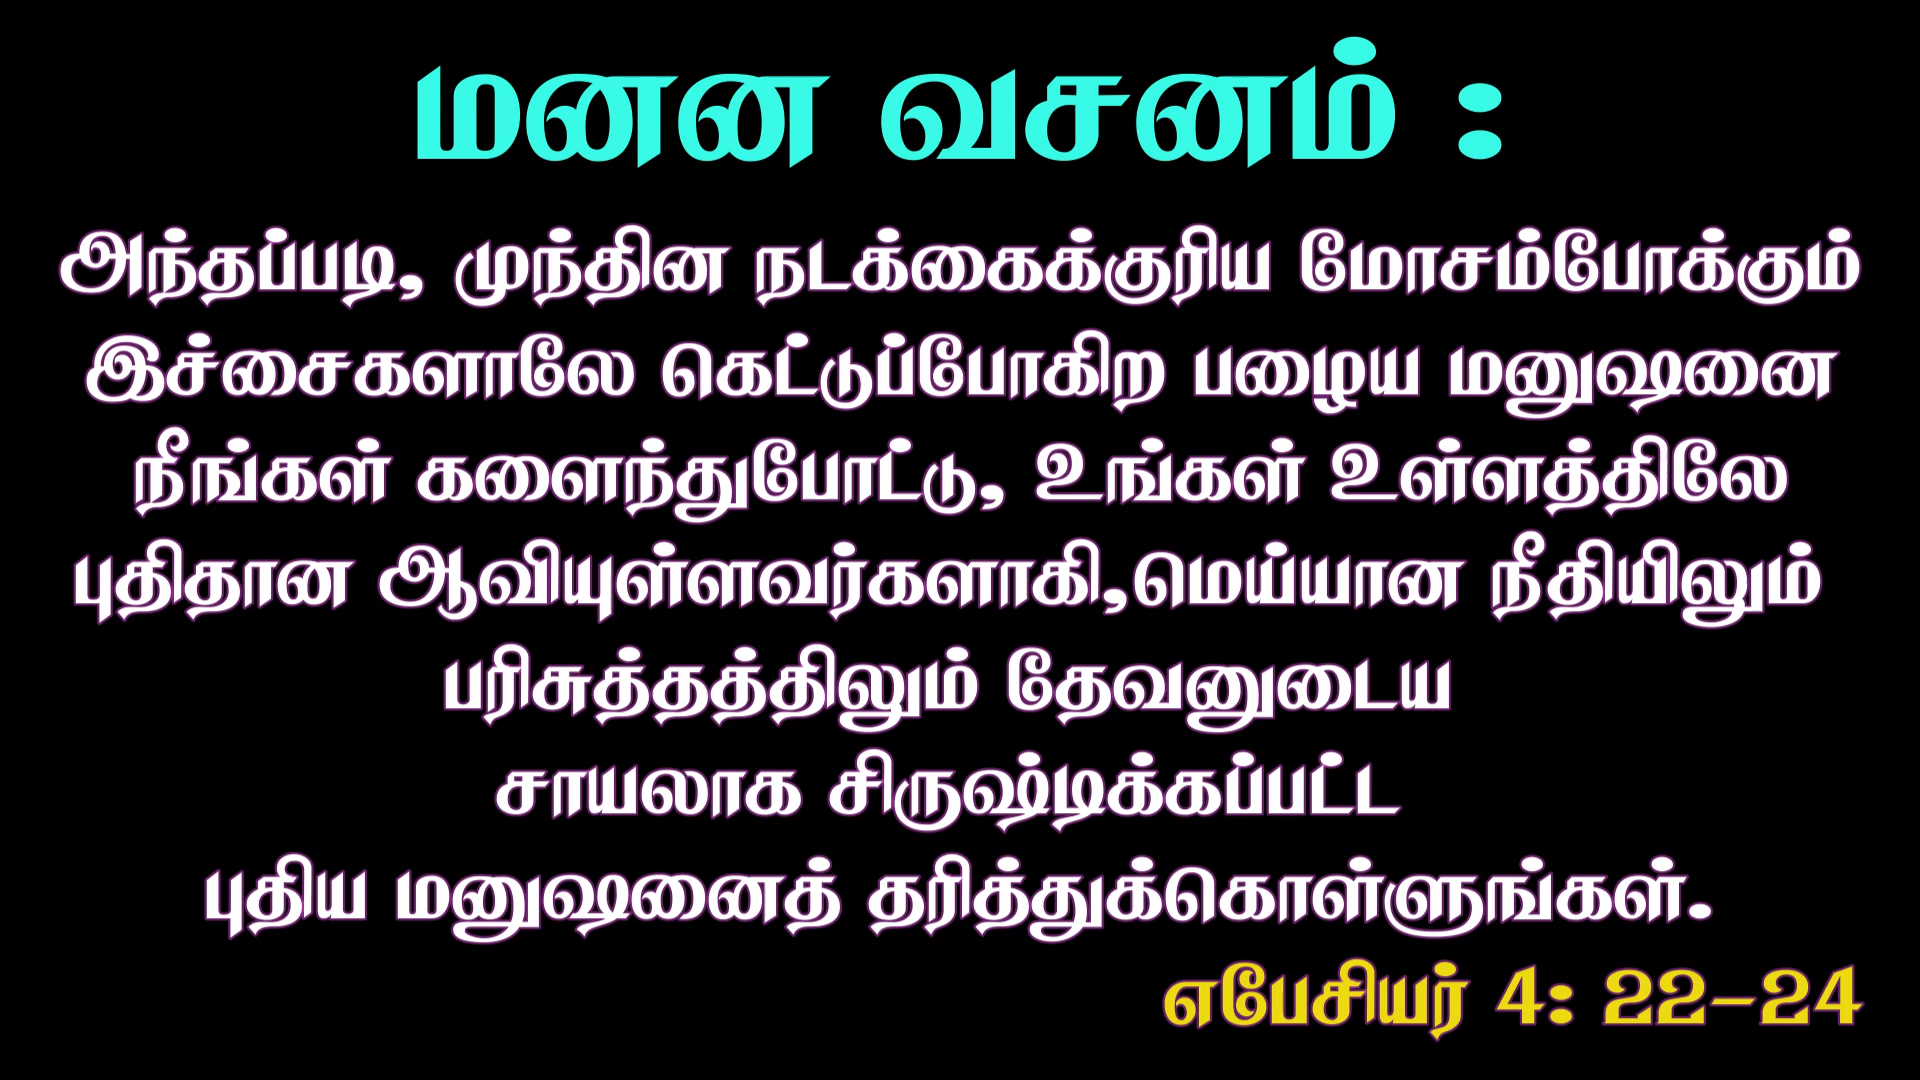 மனன வசனம் :
அந்தப்படி, முந்தின நடக்கைக்குரிய மோசம்போக்கும்
இச்சைகளாலே கெட்டுப்போகிற பழைய மனுஷனை
நீங்கள் களைந்துபோட்டு, உங்கள் உள்ளத்திலே
புதிதான ஆவியுள்ளவர்களாகி,மெய்யான நீதியிலும்
பரிசுத்தத்திலும் தேவனுடைய
சாயலாக சிருஷ்டிக்கப்பட்ட
புதிய மனுஷனைத் தரித்துக்கொள்ளுங்கள்.
எபேசியர் 4: 22-24